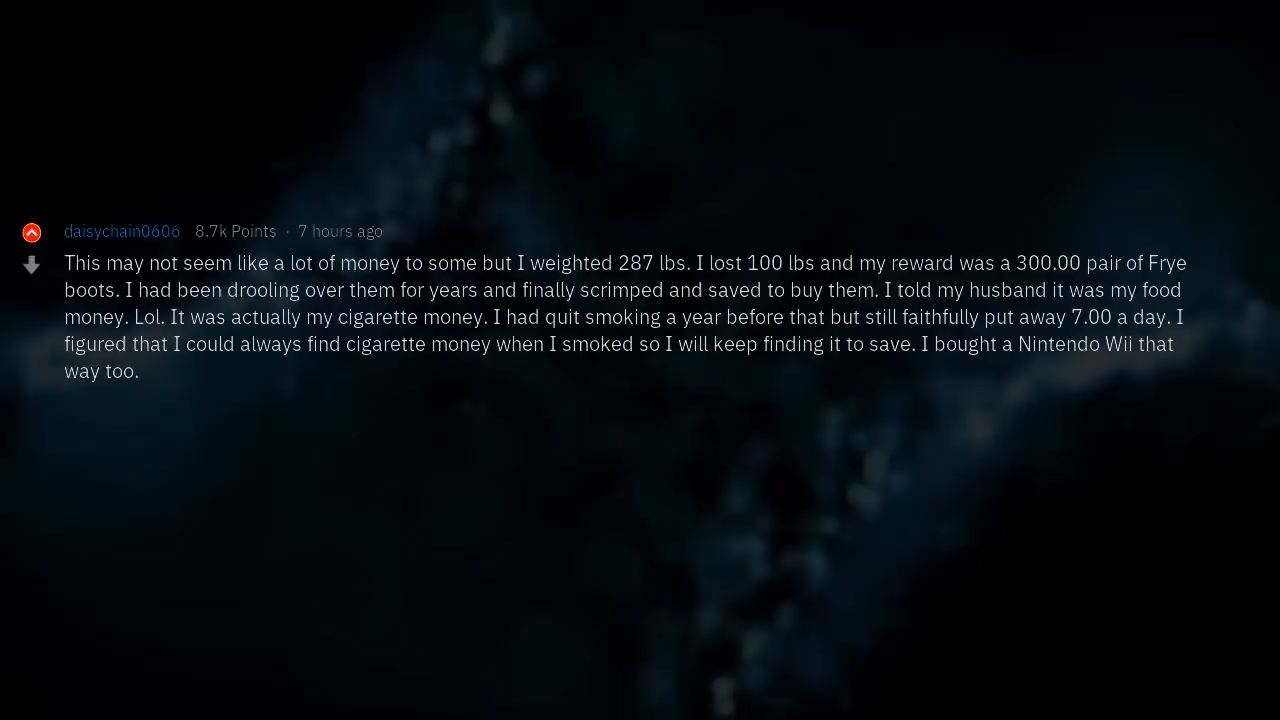 daisychain0606 8.7k Points · 7 hours ago
This may not seem like a lot of money to some but I weighted 287 lbs. I lost 100 lbs and my reward was a 300.00 pair of Frye
boots. I had been drooling over them for years and finally scrimped and saved to buy them. I told my husband it was my food
money. Lol. It was actually my cigarette money. I had quit smoking a year before that but still faithfully put away 7.00 a day. I
figured that I could always find cigarette money when I smoked so I will keep finding it to save. I bought a Nintendo Wii that
way too.